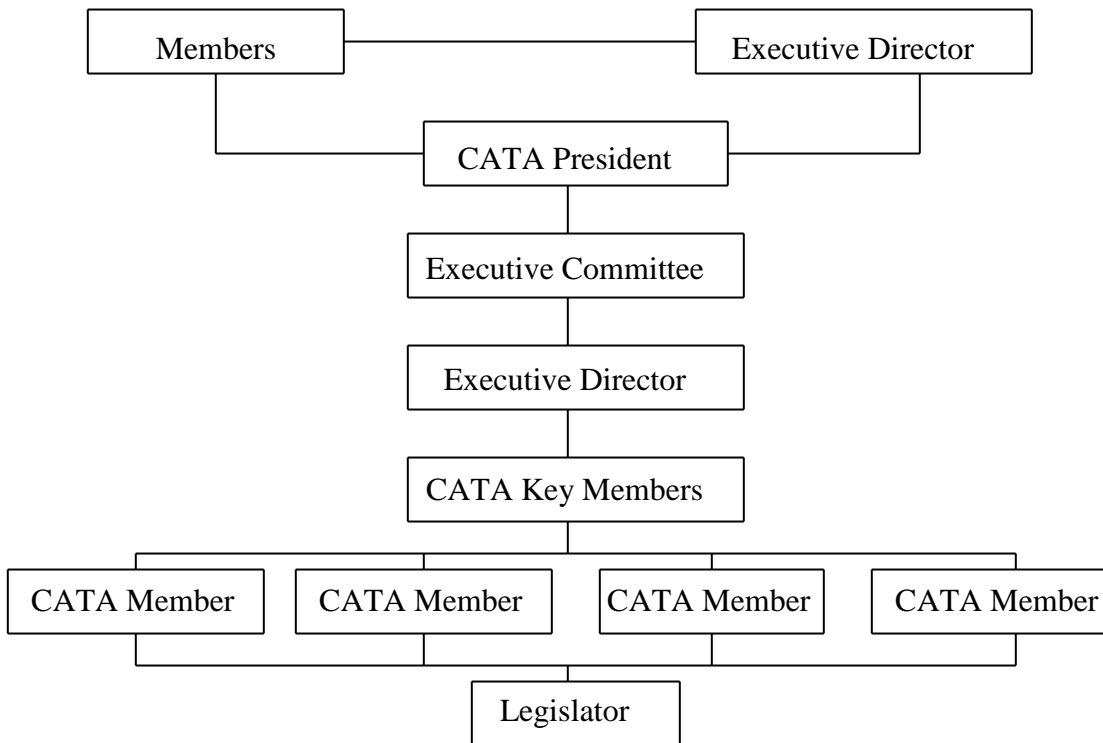 Members
Executive Director
CATA President
Executive Committee
Executive Director
CATA Key Members
CATA Member
CATA Member
CATA Member
CATA Member
Legislator